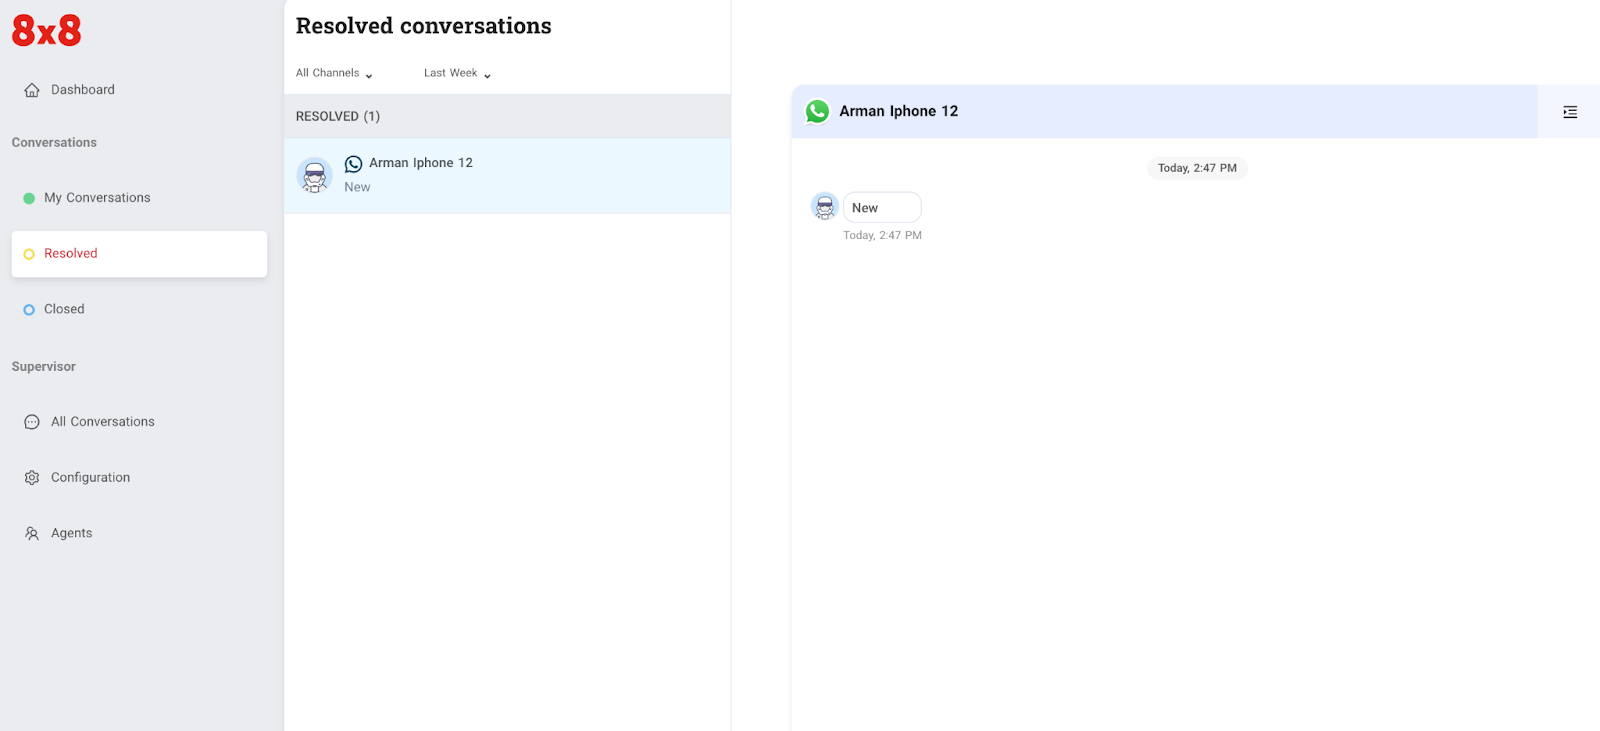 8x8
Dashboard
Conversations
My Conversations
Resolved
Closed
Supervisor
All Conversations
Configuration
Agents
Resolved conversations
All Channels
Last Week
RESOLVED (1)
Arman Iphone 12
New
Arman Iphone 12
Today, 2:47 PM
New
Today, 2:47 PM